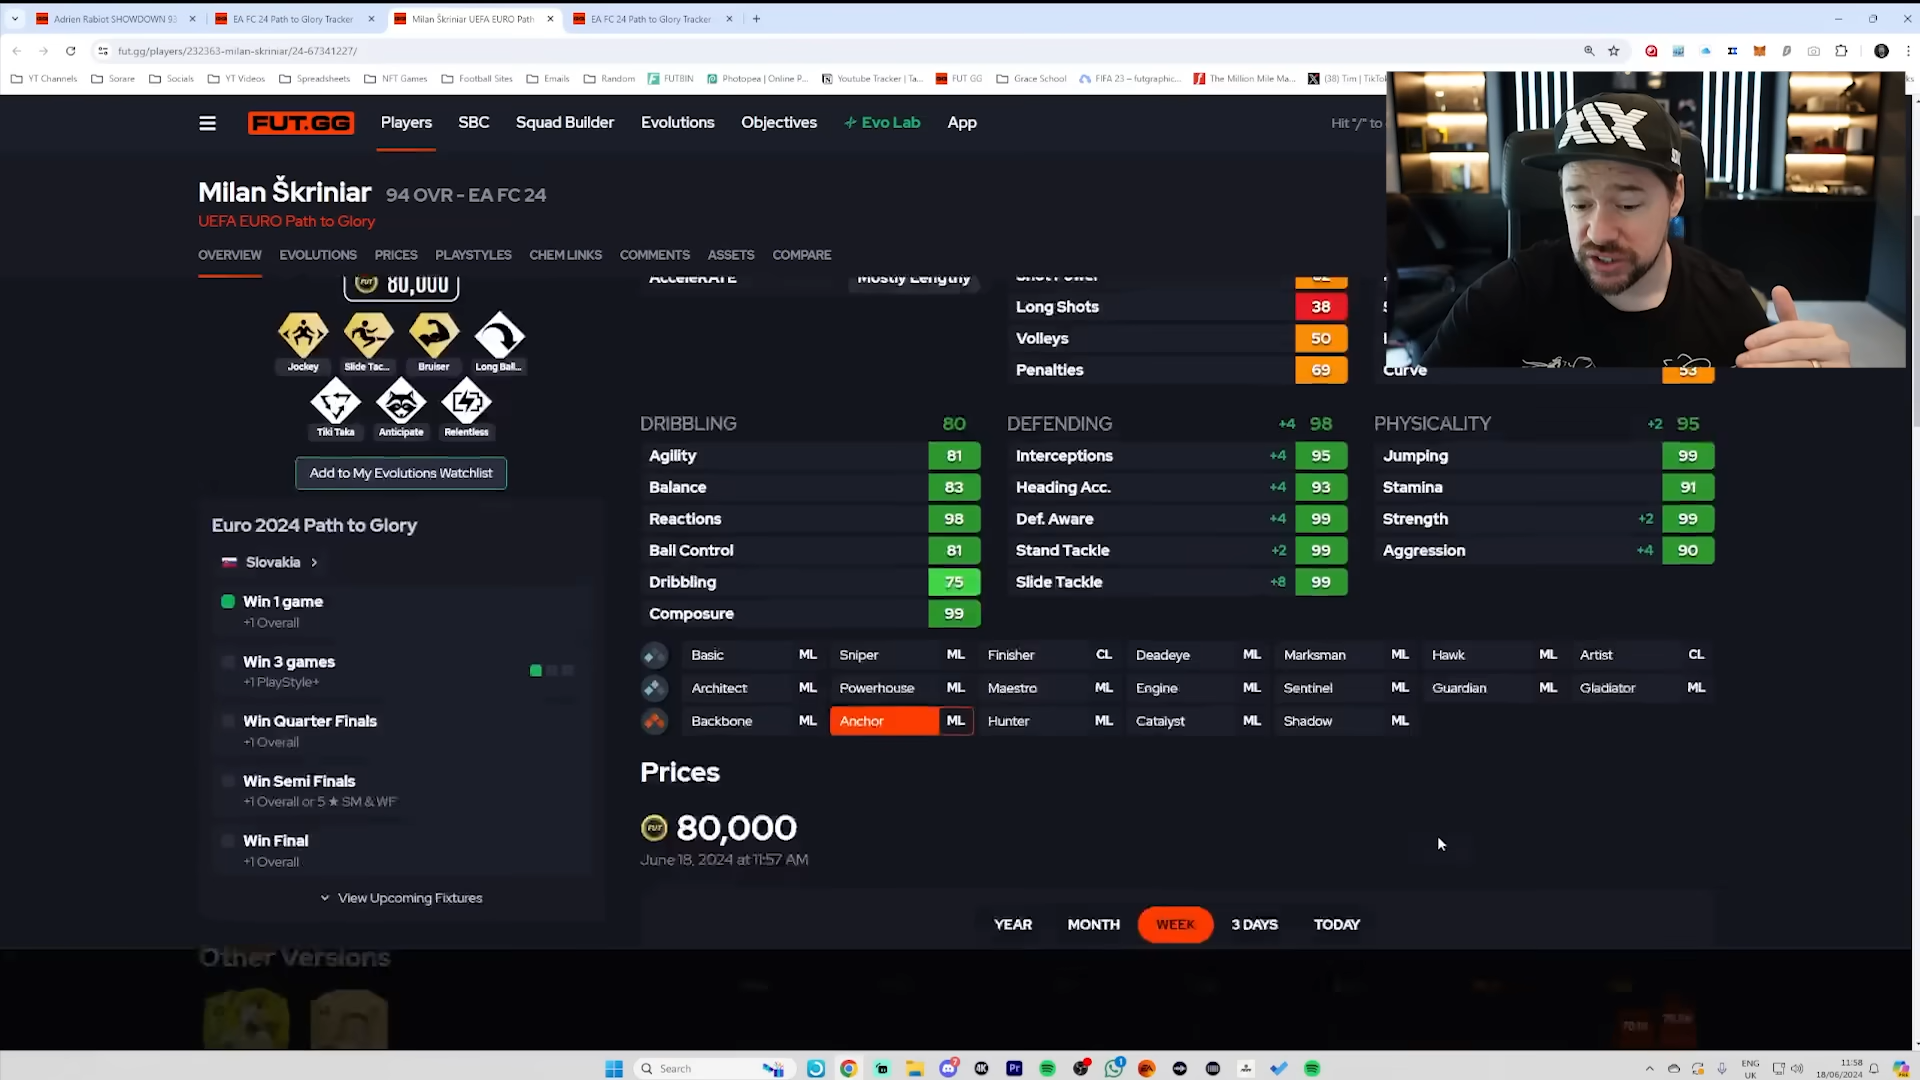 Adrien Rabiot SHOWDOWN 93
EA FC 24 Path to Glory Tracker
Milan Škriniar UEFA EURO Path
EA FC 24 Path to Glory Tracker
fut.gg/players/232363-milan-skriniar/24-67341227/
YT Channels
Sorare
Socials
YT Videos
Spreadsheets
NFT Games
Football Sites
Emails
Random
FUTBIN
Photopea | Online P...
Youtube Tracker | Ta...
FUT GG
Grace School
FIFA 23 – futgraphic...
The Million Mile Ma...
(38) Tim | TikTok
FUT.GG
Players
SBC
Squad Builder
Evolutions
Objectives
Evo Lab
App
Hit "/" to
Milan Škriniar 94 OVR - EA FC 24
UEFA EURO Path to Glory
OVERVIEW
EVOLUTIONS
PRICES
PLAYSTYLES
CHEM LINKS
COMMENTS
ASSETS
COMPARE
80,000
Jockey
Slide Tac...
Bruiser
Long Ball...
Tiki Taka
Anticipate
Relentless
Add to My Evolutions Watchlist
Euro 2024 Path to Glory
Slovakia
Win 1 game
+1 Overall
Win 3 games
+1 PlayStyle+
Win Quarter Finals
+1 Overall
Win Semi Finals
+1 Overall or 5 ★ SM & WF
Win Final
+1 Overall
View Upcoming Fixtures
Other Versions
AcceleRATE Mostly Lengthy
Shot Power
Long Shots 38
Volleys 50
Penalties 69
Curve 53
DRIBBLING 80
Agility 81
Balance 83
Reactions 98
Ball Control 81
Dribbling 75
Composure 99
DEFENDING +4 98
Interceptions +4 95
Heading Acc. +4 93
Def. Aware +4 99
Stand Tackle +2 99
Slide Tackle +8 99
PHYSICALITY +2 95
Jumping 99
Stamina 91
Strength +2 99
Aggression +4 90
Basic ML Sniper ML Finisher CL Deadeye ML Marksman ML Hawk ML Artist CL
Architect ML Powerhouse ML Maestro ML Engine ML Sentinel ML Guardian ML Gladiator ML
Backbone ML Anchor ML Hunter ML Catalyst ML Shadow ML
Prices
80,000
June 18, 2024 at 11:57 AM
YEAR
MONTH
WEEK
3 DAYS
TODAY
Search
ENG
UK
11:58
18/06/2024